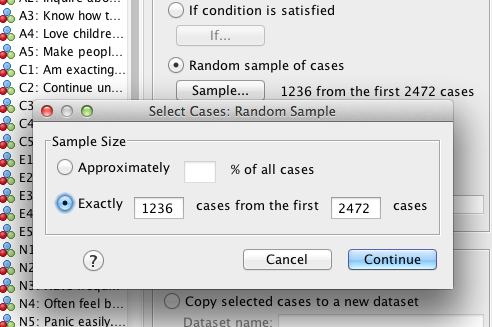 A2: Inquire about...
A3: Know how t...
A4: Love childre...
A5: Make peopl...
C1: Am exacting...
C2: Continue un...
C3
C4
C5
E1
E2
E3
E4
E5
N1
N2
N4: Often feel b...
N5: Panic easily....
If condition is satisfied
If...
Random sample of cases
Sample...
1236 from the first 2472 cases
Select Cases: Random Sample
Sample Size
Approximately % of all cases
Exactly 1236 cases from the first 2472 cases
?
Cancel
Continue
Copy selected cases to a new dataset
Dataset name: